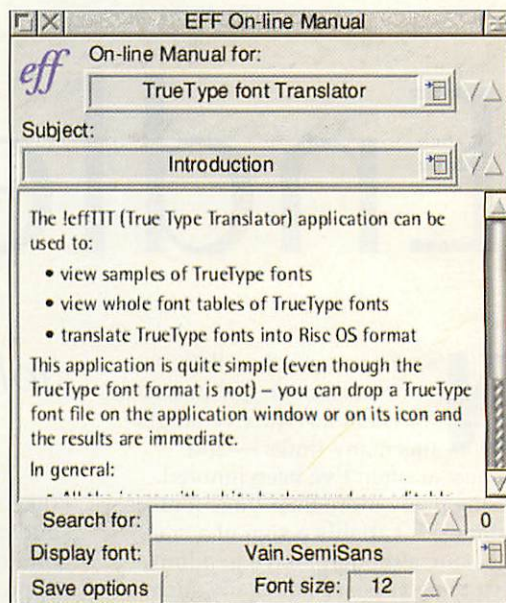 EFF On-line Manual
eff
On-line Manual for:
TrueType font Translator
Subject:
Introduction
The !effTTT (True Type Translator) application can be
used to:
• view samples of TrueType fonts
• view whole font tables of TrueType fonts
• translate TrueType fonts into Risc OS format
This application is quite simple (even though the
TrueType font format is not) – you can drop a TrueType
font file on the application window or on its icon and
the results are immediate.
In general:
Search for:
0
Display font:
Vain.SemiSans
Save options
Font size:
12